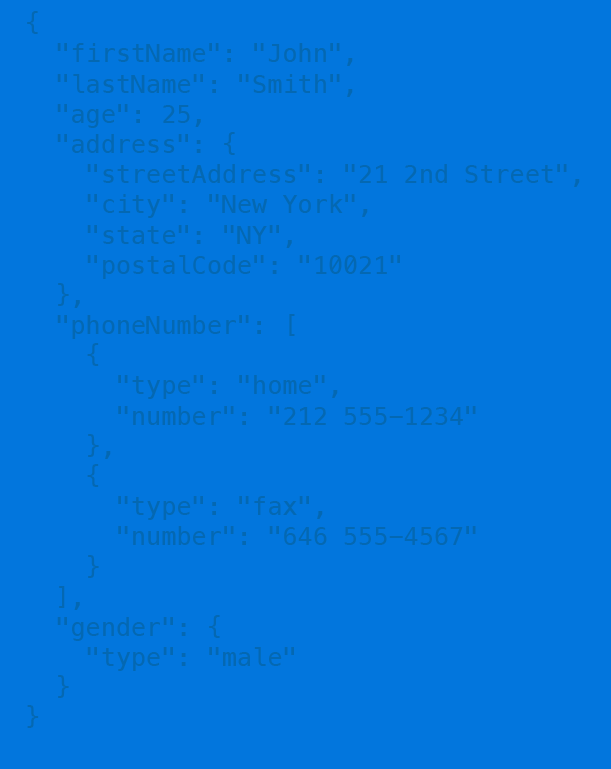 {
  "firstName": "John",
  "lastName": "Smith",
  "age": 25,
  "address": {
    "streetAddress": "21 2nd Street",
    "city": "New York",
    "state": "NY",
    "postalCode": "10021"
  },
  "phoneNumber": [
    {
      "type": "home",
      "number": "212 555-1234"
    },
    {
      "type": "fax",
      "number": "646 555-4567"
    }
  ],
  "gender": {
    "type": "male"
  }
}